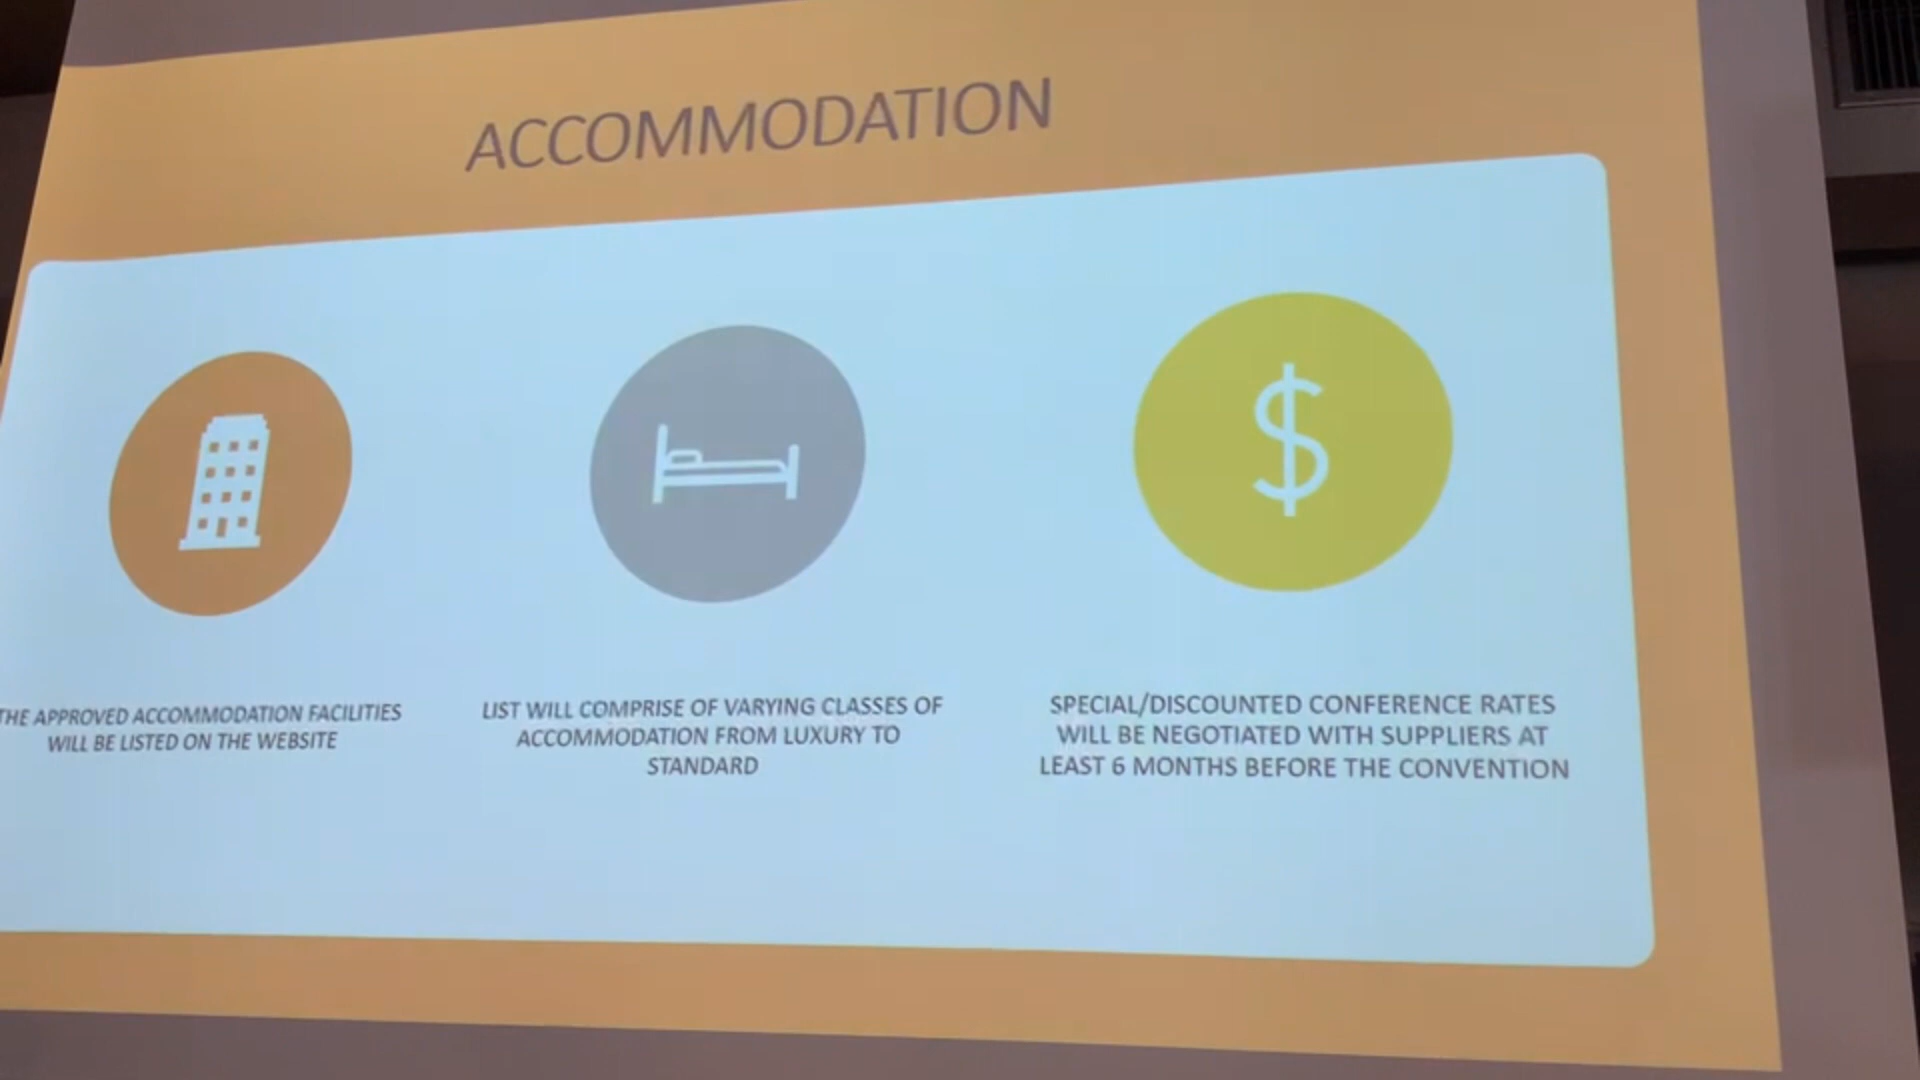 ACCOMMODATION
THE APPROVED ACCOMMODATION FACILITIES
WILL BE LISTED ON THE WEBSITE
LIST WILL COMPRISE OF VARYING CLASSES OF
ACCOMMODATION FROM LUXURY TO
STANDARD
SPECIAL/DISCOUNTED CONFERENCE RATES
WILL BE NEGOTIATED WITH SUPPLIERS AT
LEAST 6 MONTHS BEFORE THE CONVENTION